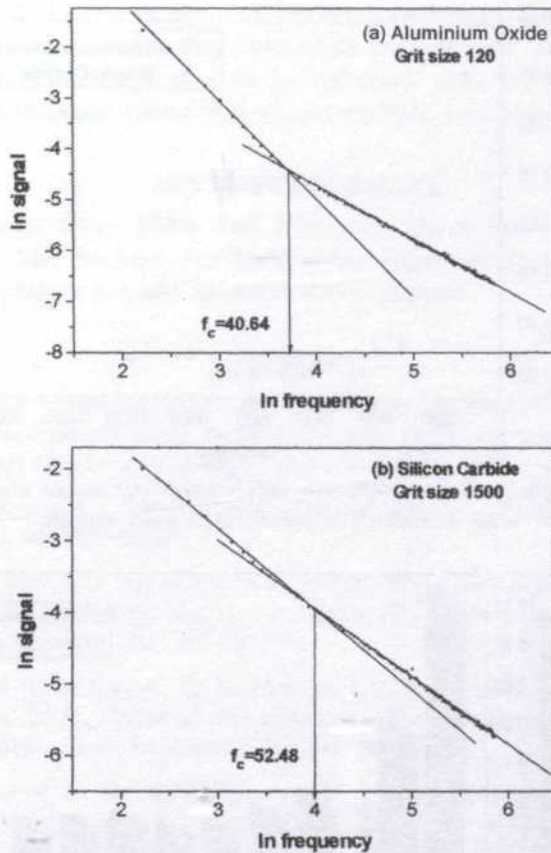 (a) Aluminium Oxide
Grit size 120
ln signal
-2
-3
-4
-5
-6
-7
-8
f_c=40.64
2
3
4
5
6
ln frequency
(b) Silicon Carbide
Grit size 1500
ln signal
-2
-3
-4
-5
-6
f_c=52.48
2
3
4
5
6
ln frequency